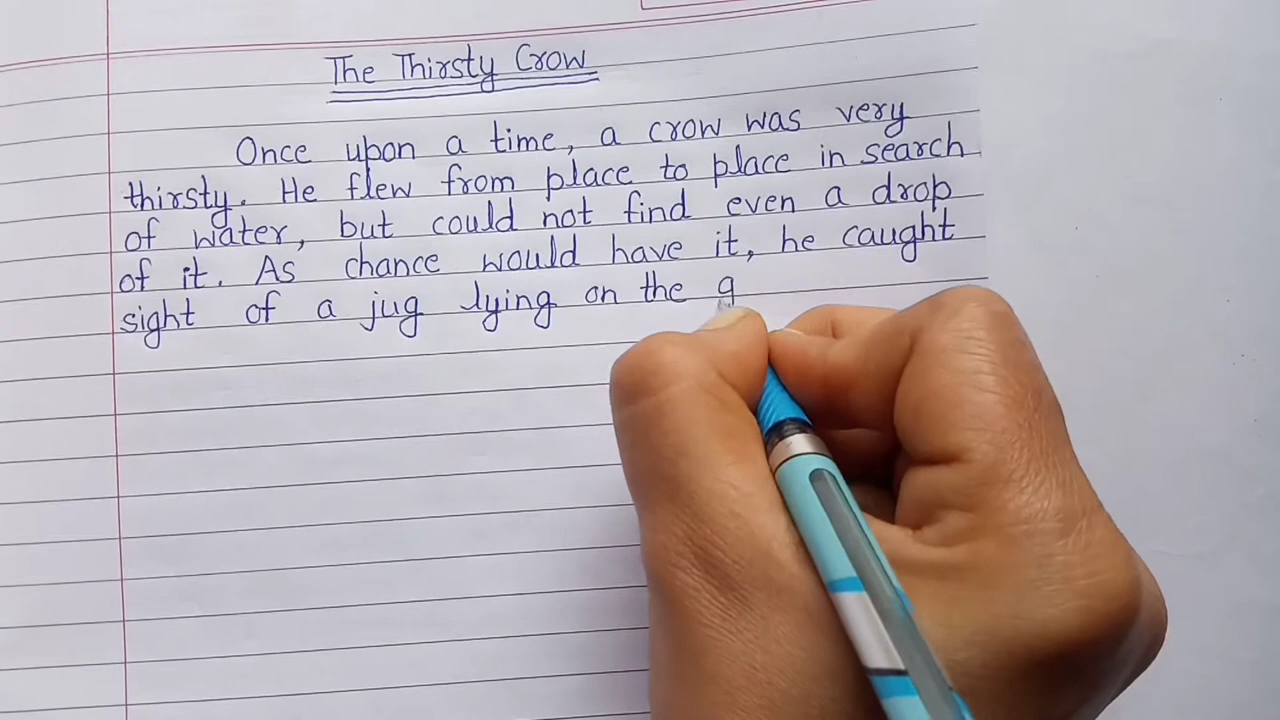 The Thirsty Crow
Once upon a time, a crow was very
thirsty. He flew from place to place in search
of water, but could not find even a drop
of it. As chance would have it, he caught
sight of a jug lying on the g